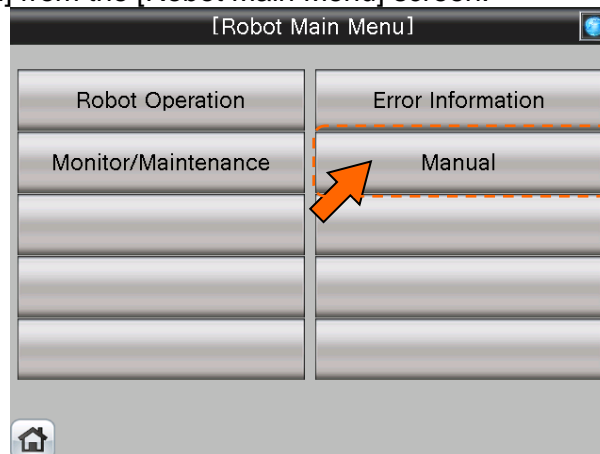 ] from the [Robot Main Menu] screen.
[Robot Main Menu]
Robot Operation
Error Information
Monitor/Maintenance
Manual